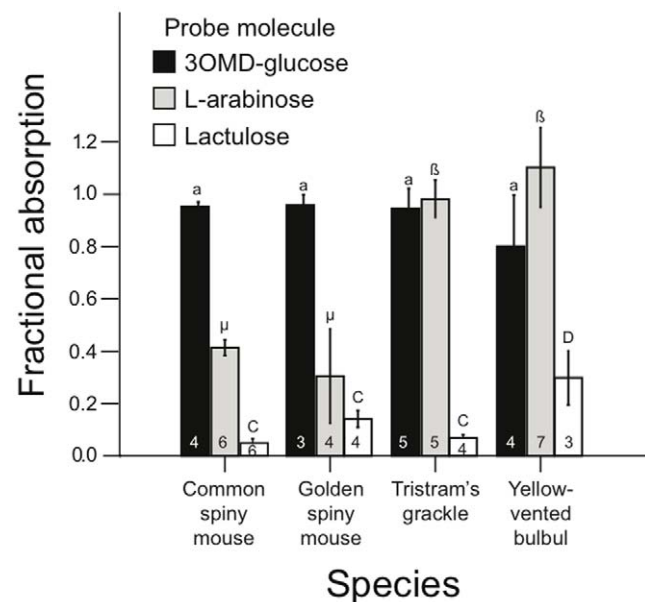 Probe molecule
3OMD-glucose
L-arabinose
Lactulose
Fractional absorption
1.2
1.0
0.8
0.6
0.4
0.2
0.0
a
µ
C
a
µ
C
a
ß
C
a
ß
D
4
6
6
3
4
4
5
5
4
4
7
3
Common
spiny
mouse
Golden
spiny
mouse
Tristram's
grackle
Yellow-
vented
bulbul
Species